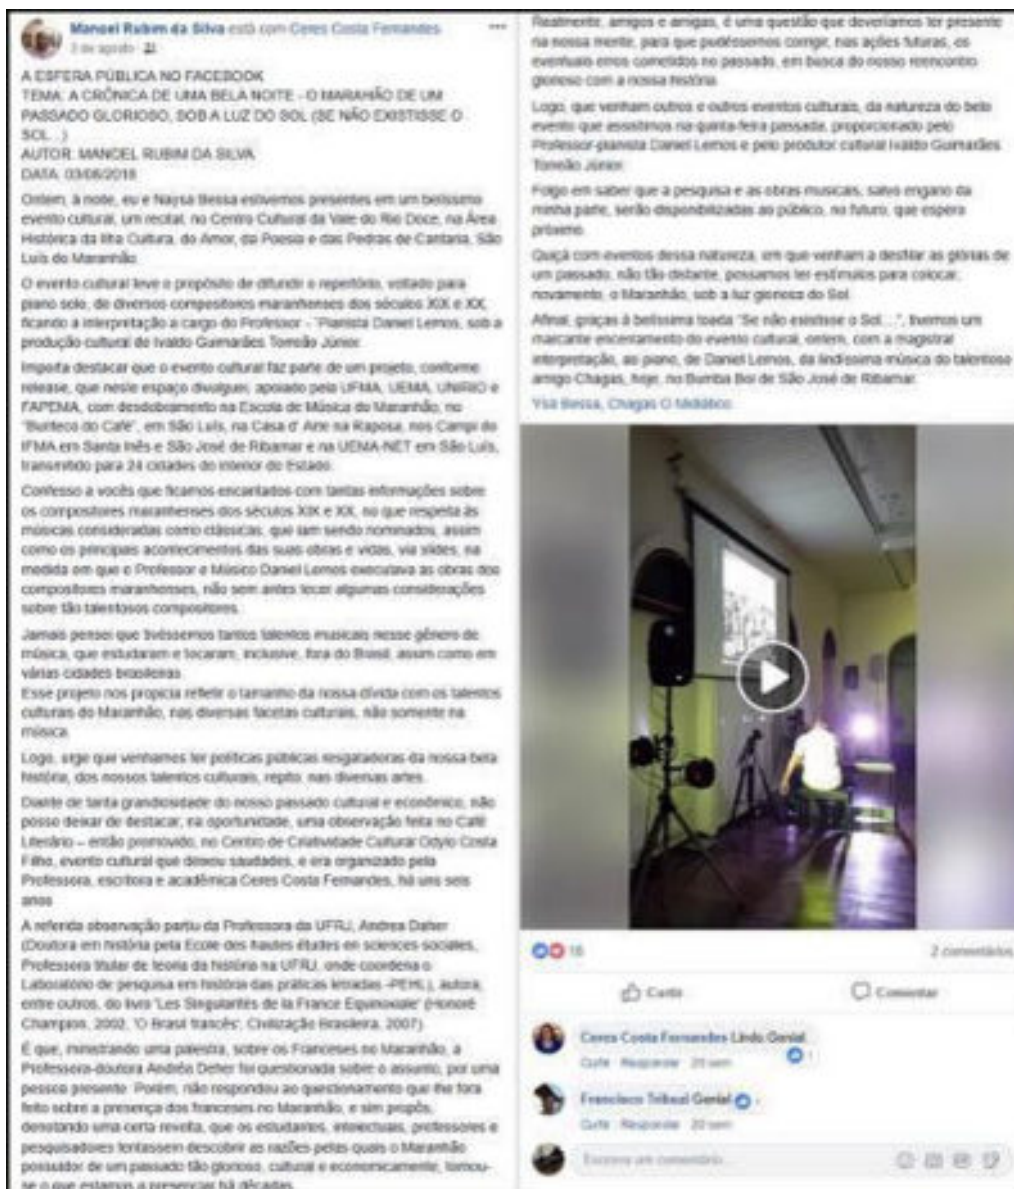 Manoel Rubim da Silva está com Ceres Costa Fernandes
3 de agosto
A ESFERA PÚBLICA NO FACEBOOK
TEMA: A CRÔNICA DE UMA BELA NOITE - O MARAHÃO DE UM
PASSADO GLORIOSO, SOB A LUZ DO SOL (SE NÃO EXISTISSE O
SOL...)
AUTOR: MANOEL RUBIM DA SILVA
DATA: 03/08/2018
Ontem, à noite, eu e Naysa Bessa estivemos presentes em um belíssimo
evento cultural, um recital, no Centro Cultural da Vale do Rio Doce, na Área
Histórica da Ilha Cultura, do Amor, da Poesia e das Pedras de Cantaria, São
Luís do Maranhão.
O evento cultural teve o propósito de difundir o repertório, voltado para
piano solo, de diversos compositores maranhenses dos séculos XIX e XX,
ficando a interpretação a cargo do Professor - "Pianista Daniel Lemos, sob a
produção cultural de Ivaldo Guimarães Torreão Júnior.
Importa destacar que o evento cultural faz parte de um projeto, conforme
release, que neste espaço divulguei, apoiado pela UFMA, UEMA, UNIRIO e
FAPEMA, com desdobramento na Escola de Música do Maranhão, no
"Bunteco do Café", em São Luís, na Casa d' Arte na Raposa, nos Campi do
IFMA em Santa Inês e São José de Ribamar e na UEMA-NET em São Luís,
transmitido para 24 cidades do interior do Estado.
Confesso a vocês que ficamos encantados com tantas informações sobre
os compositores maranhenses dos séculos XIX e XX, no que respeita às
músicas consideradas como clássicas, que iam sendo nominados, assim
como os principais acontecimentos das suas obras e vidas, via slides, na
medida em que o Professor e Músico Daniel Lemos executava as obras dos
compositores maranhenses, não sem antes tecer algumas considerações
sobre tão talentosos compositores.
Jamais pensei que tivéssemos tantos talentos musicais nesse gênero de
música, que estudaram e tocaram, inclusive, fora do Brasil, assim como em
várias cidades brasileiras.
Esse projeto nos propicia refletir o tamanho da nossa dívida com os talentos
culturais do Maranhão, nas diversas facetas culturais, não somente na
música.
Logo, urge que venhamos ter políticas públicas resgatadoras da nossa bela
história, dos nossos talentos culturais, repito, nas diversas artes.
Diante de tanta grandiosidade do nosso passado cultural e econômico, não
posso deixar de destacar, na oportunidade, uma observação feita no Café
Literário – então promovido, no Centro de Criatividade Cultural Odylo Costa
Filho, evento cultural que deixou saudades, e era organizado pela
Professora, escritora e acadêmica Ceres Costa Fernandes, há uns seis
anos.
A referida observação partiu da Professora da UFRJ, Andrea Daher
(Doutora em história pela Ecole des hautes études en sciences sociales,
Professora titular de teoria da história na UFRJ, onde coordena o
Laboratório de pesquisa em história das práticas letradas -PEHL), autora,
entre outros, do livro 'Les Singularités de la France Equinoxiale' (Honoré
Champion, 2002, 'O Brasil francês', Civilização Brasileira, 2007).
É que, ministrando uma palestra, sobre os Franceses no Maranhão, a
Professora-doutora Andréa Deher foi questionada sobre o assunto, por uma
pessoa presente. Porém, não respondeu ao questionamento que lhe fora
feito sobre a presença dos franceses no Maranhão, e sim propôs,
denotando uma certa revolta, que os estudantes, intelectuais, professores e
pesquisadores tentassem descobrir as razões pelas quais o Maranhão
possuidor de um passado tão glorioso, cultural e economicamente, tornou-
se o que estamos a presenciar há décadas.
Realmente, amigos e amigas, é uma questão que deveríamos ter presente
na nossa mente, para que pudéssemos corrigir, nas ações futuras, os
eventuais erros cometidos no passado, em busca do nosso reencontro
glorioso com a nossa história.
Logo, que venham outros e outros eventos culturais, da natureza do belo
evento que assistimos na quinta-feira passada, proporcionado pelo
Professor-pianista Daniel Lemos e pelo produtor cultural Ivaldo Guimarães
Torreão Júnior.
Folgo em saber que a pesquisa e as obras musicais, salvo engano da
minha parte, serão disponibilizadas ao público, no futuro, que espero
próximo.
Quiçá com eventos dessa natureza, em que venham a desfilar as glórias de
um passado, não tão distante, possamos ter estímulos para colocar,
novamente, o Maranhão, sob a luz gloriosa do Sol.
Afinal, graças à belíssima toada "Se não existisse o Sol...", tivemos um
marcante encerramento do evento cultural, ontem, com a magistral
interpretação, ao piano, de Daniel Lemos, da lindíssima música do talentoso
amigo Chagas, hoje, no Bumba Boi de São José de Ribamar.
Ysa Bessa, Chagas O Midiático
16
2 comentários
Curtir
Comentar
Ceres Costa Fernandes Lindo Genial
1
Curtir Responder 20 sem
Francisco Tribuzi Genial
Curtir Responder 20 sem
Escreva um comentário...